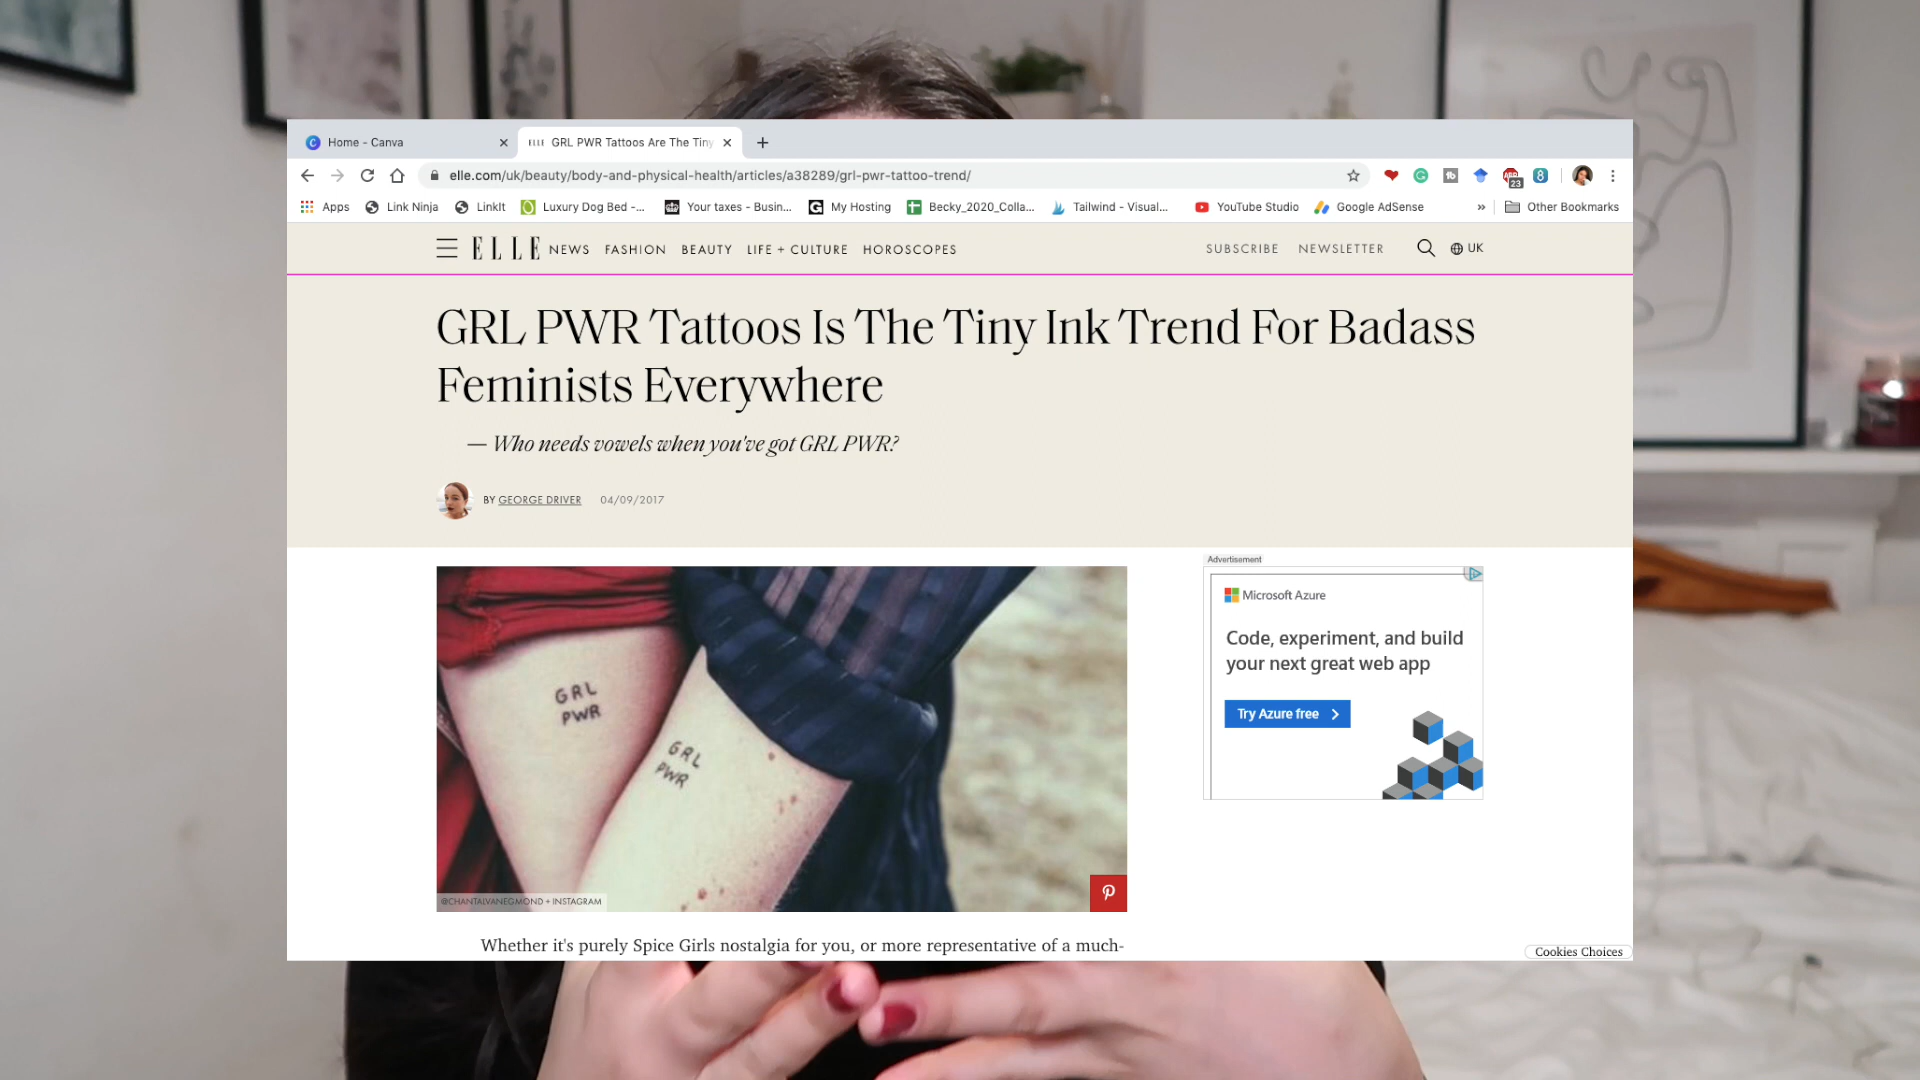 Home - Canva
ELLE GRL PWR Tattoos Are The Tiny
elle.com/uk/beauty/body-and-physical-health/articles/a38289/grl-pwr-tattoo-trend/
ABP
23
Apps Link Ninja LinkIt Luxury Dog Bed -... Your taxes - Busin... My Hosting Becky_2020_Colla... Tailwind - Visual... YouTube Studio Google AdSense » Other Bookmarks
ELLE NEWS FASHION BEAUTY LIFE + CULTURE HOROSCOPES SUBSCRIBE NEWSLETTER UK
GRL PWR Tattoos Is The Tiny Ink Trend For Badass
Feminists Everywhere
— Who needs vowels when you've got GRL PWR?
BY GEORGE DRIVER 04/09/2017
GRL
PWR
GRL
PWR
@CHANTALVANEGMOND + INSTAGRAM
Advertisement
Microsoft Azure
Code, experiment, and build
your next great web app
Try Azure free
Whether it's purely Spice Girls nostalgia for you, or more representative of a much-
Cookies Choices